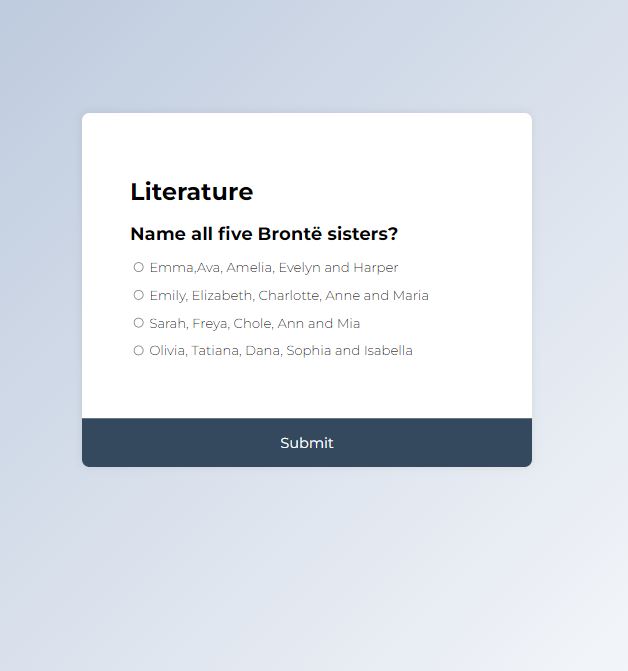 Literature
Name all five Brontë sisters?
Emma,Ava, Amelia, Evelyn and Harper
Emily, Elizabeth, Charlotte, Anne and Maria
Sarah, Freya, Chole, Ann and Mia
Olivia, Tatiana, Dana, Sophia and Isabella
Submit